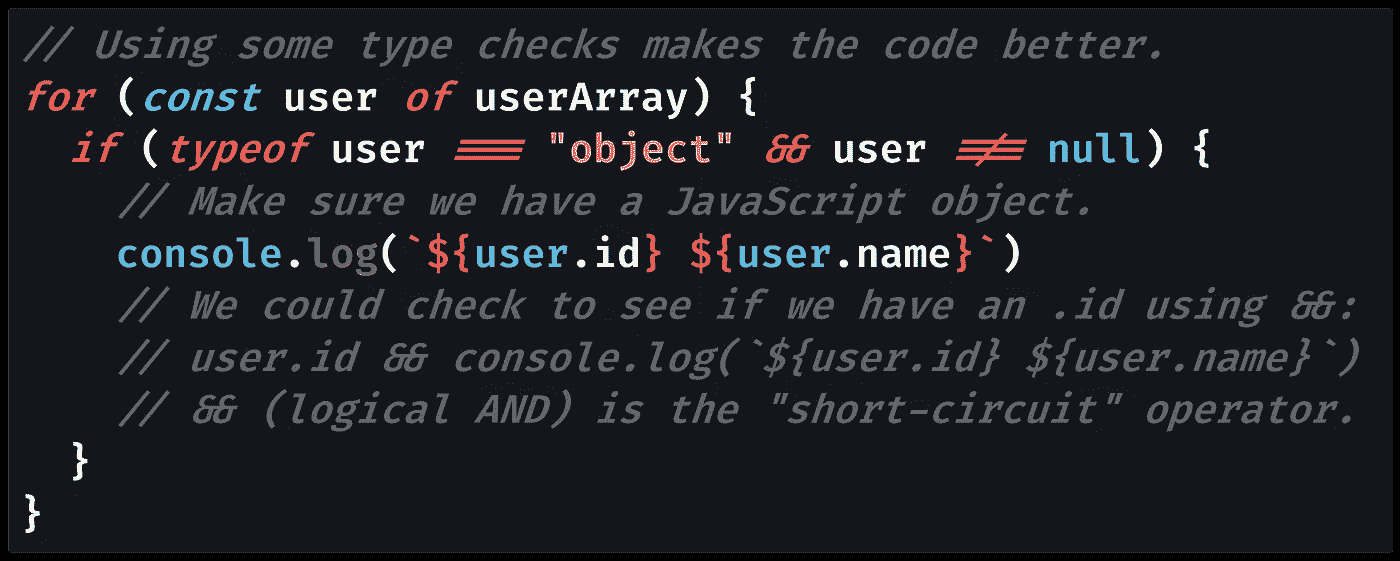 // Using some type checks makes the code better.
for (const user of userArray) {
  if (typeof user === "object" && user !== null) {
    // Make sure we have a JavaScript object.
    console.log(`${user.id} ${user.name}`)
    // We could check to see if we have an .id using &&:
    // user.id && console.log(`${user.id} ${user.name}`)
    // && (logical AND) is the "short-circuit" operator.
  }
}